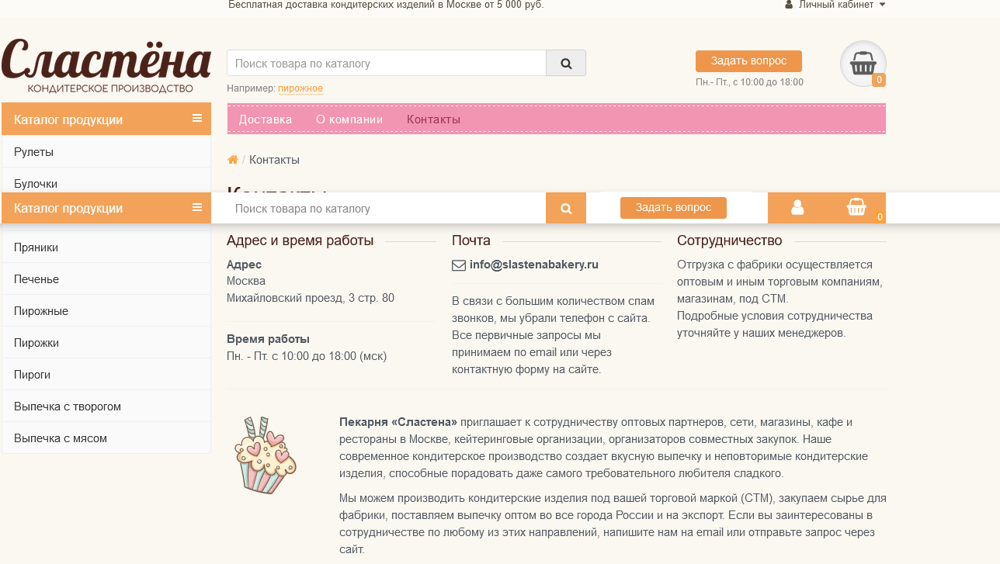 Бесплатная доставка кондитерских изделий в Москве от 5 000 руб.
Личный кабинет
Сластёна
КОНДИТЕРСКОЕ ПРОИЗВОДСТВО
Поиск товара по каталогу
Например: пирожное
Задать вопрос
Пн.- Пт., с 10:00 до 18:00
0
Каталог продукции
Доставка О компании Контакты
Рулеты
Булочки
/ Контакты
Контакты
Каталог продукции
Поиск товара по каталогу
Задать вопрос
0
Пряники
Печенье
Пирожные
Пирожки
Пироги
Выпечка с творогом
Выпечка с мясом
Адрес и время работы
Адрес
Москва
Михайловский проезд, 3 стр. 80
Время работы
Пн. - Пт. с 10:00 до 18:00 (мск)
Почта
info@slastenabakery.ru
В связи с большим количеством спам
звонков, мы убрали телефон с сайта.
Все первичные запросы мы
принимаем по email или через
контактную форму на сайте.
Сотрудничество
Отгрузка с фабрики осуществляется
оптовым и иным торговым компаниям,
магазинам, под СТМ.
Подробные условия сотрудничества
уточняйте у наших менеджеров.
Пекарня «Сластена» приглашает к сотрудничеству оптовых партнеров, сети, магазины, кафе и
рестораны в Москве, кейтеринговые организации, организаторов совместных закупок. Наше
современное кондитерское производство создает вкусную выпечку и неповторимые кондитерские
изделия, способные порадовать даже самого требовательного любителя сладкого.
Мы можем производить кондитерские изделия под вашей торговой маркой (СТМ), закупаем сырье для
фабрики, поставляем выпечку оптом во все города России и на экспорт. Если вы заинтересованы в
сотрудничестве по любому из этих направлений, напишите нам на email или отправьте запрос через
сайт.